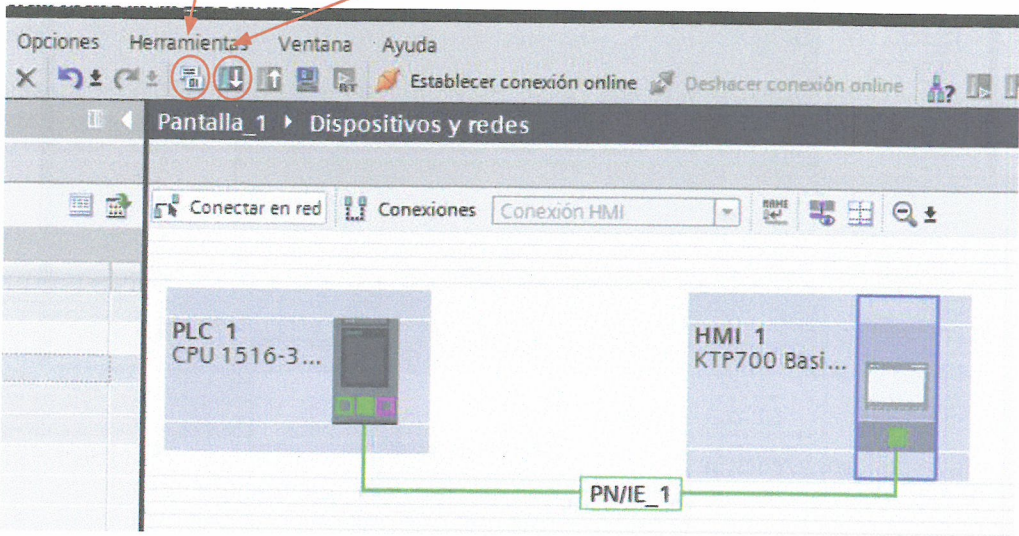 Opciones Herramientas Ventana Ayuda
Establecer conexión online Deshacer conexión online
Pantalla_1 Dispositivos y redes
Conectar en red Conexiones Conexión HMI
PLC_1
CPU 1516-3...
HMI_1
KTP700 Basi...
PN/IE_1